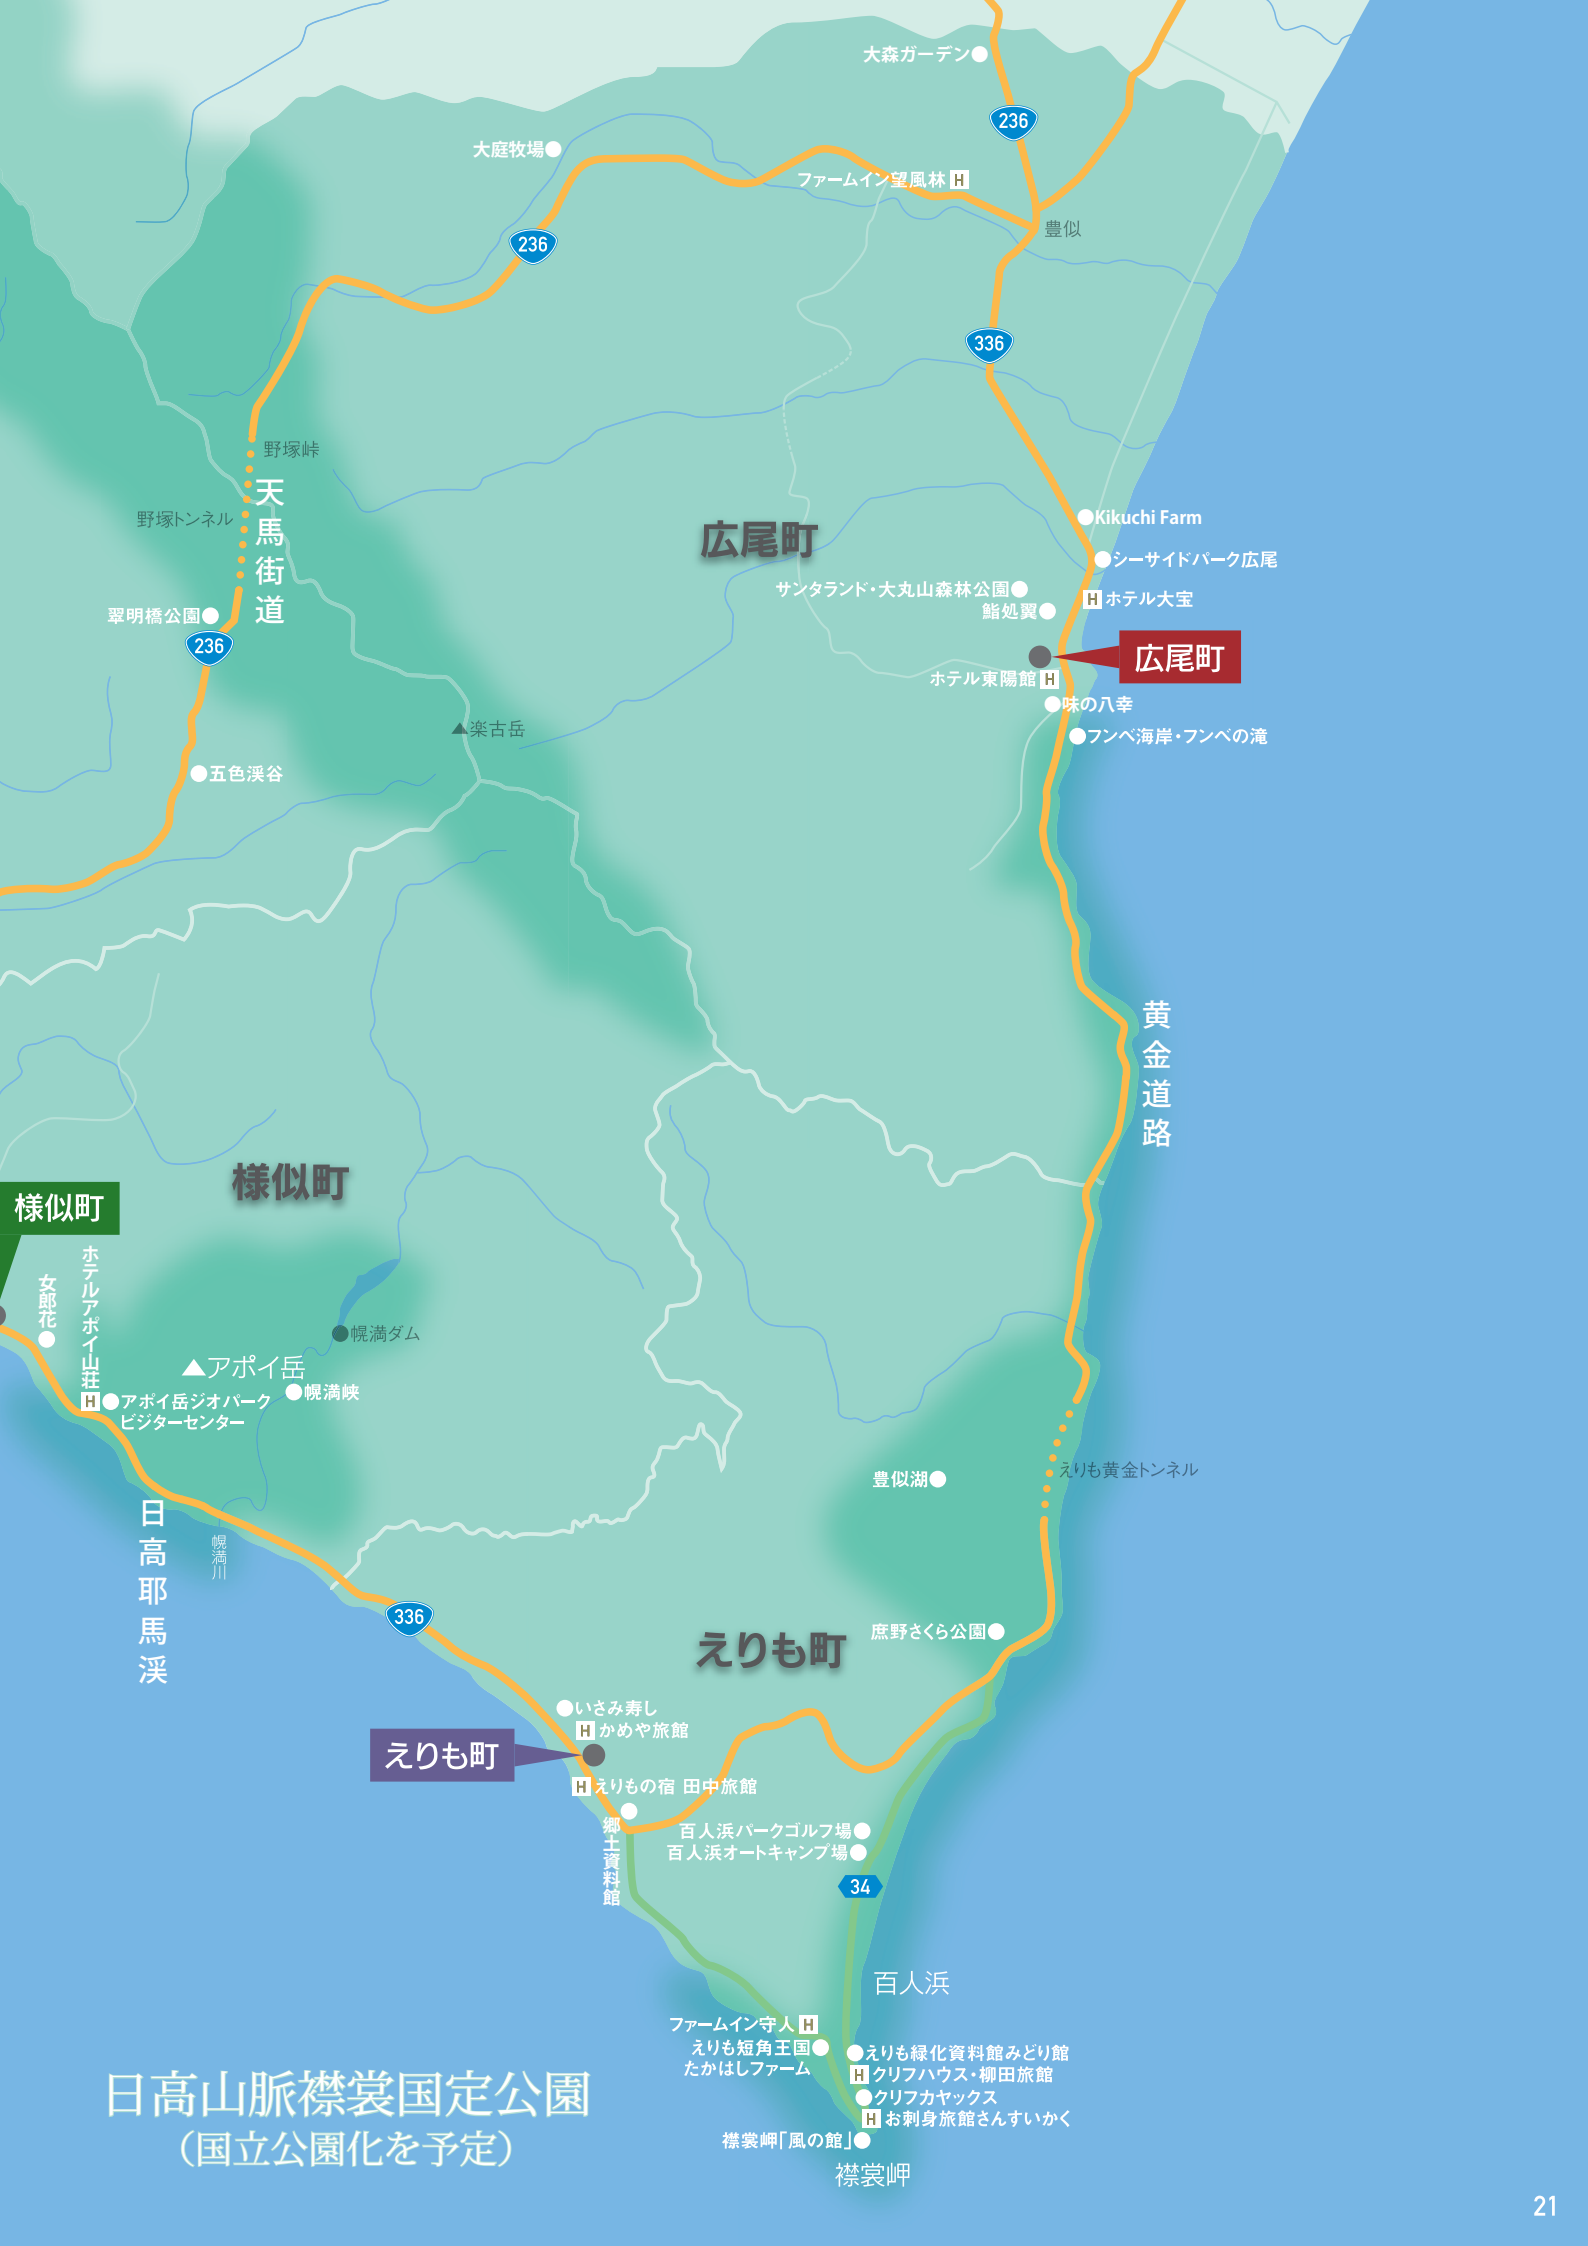 大森ガーデン
236
大庭牧場
ファームイン望風林 H
豊似
236
336
野塚峠
天馬街道
野塚トンネル
広尾町
Kikuchi Farm
シーサイドパーク広尾
サンタランド・大丸山森林公園
H ホテル大宝
鮨処翼
翠明橋公園
236
広尾町
ホテル東陽館 H
味の八幸
楽古岳
フンベ海岸・フンベの滝
五色渓谷
黄金道路
様似町
様似町
ホテルアポイ山荘
女郎花
幌満ダム
アポイ岳
幌満峡
H アポイ岳ジオパーク
ビジターセンター
えりも黄金トンネル
豊似湖
日高耶馬渓
幌満川
336
えりも町
庶野さくら公園
いさみ寿し
H かめや旅館
えりも町
H えりもの宿 田中旅館
郷土資料館
百人浜パークゴルフ場
百人浜オートキャンプ場
34
百人浜
ファームイン守人 H
えりも短角王国
たかはしファーム
えりも緑化資料館みどり館
H クリフハウス・柳田旅館
クリフカヤックス
H お刺身旅館さんすいかく
襟裳岬「風の館」
襟裳岬
日高山脈襟裳国定公園
（国立公園化を予定）
21